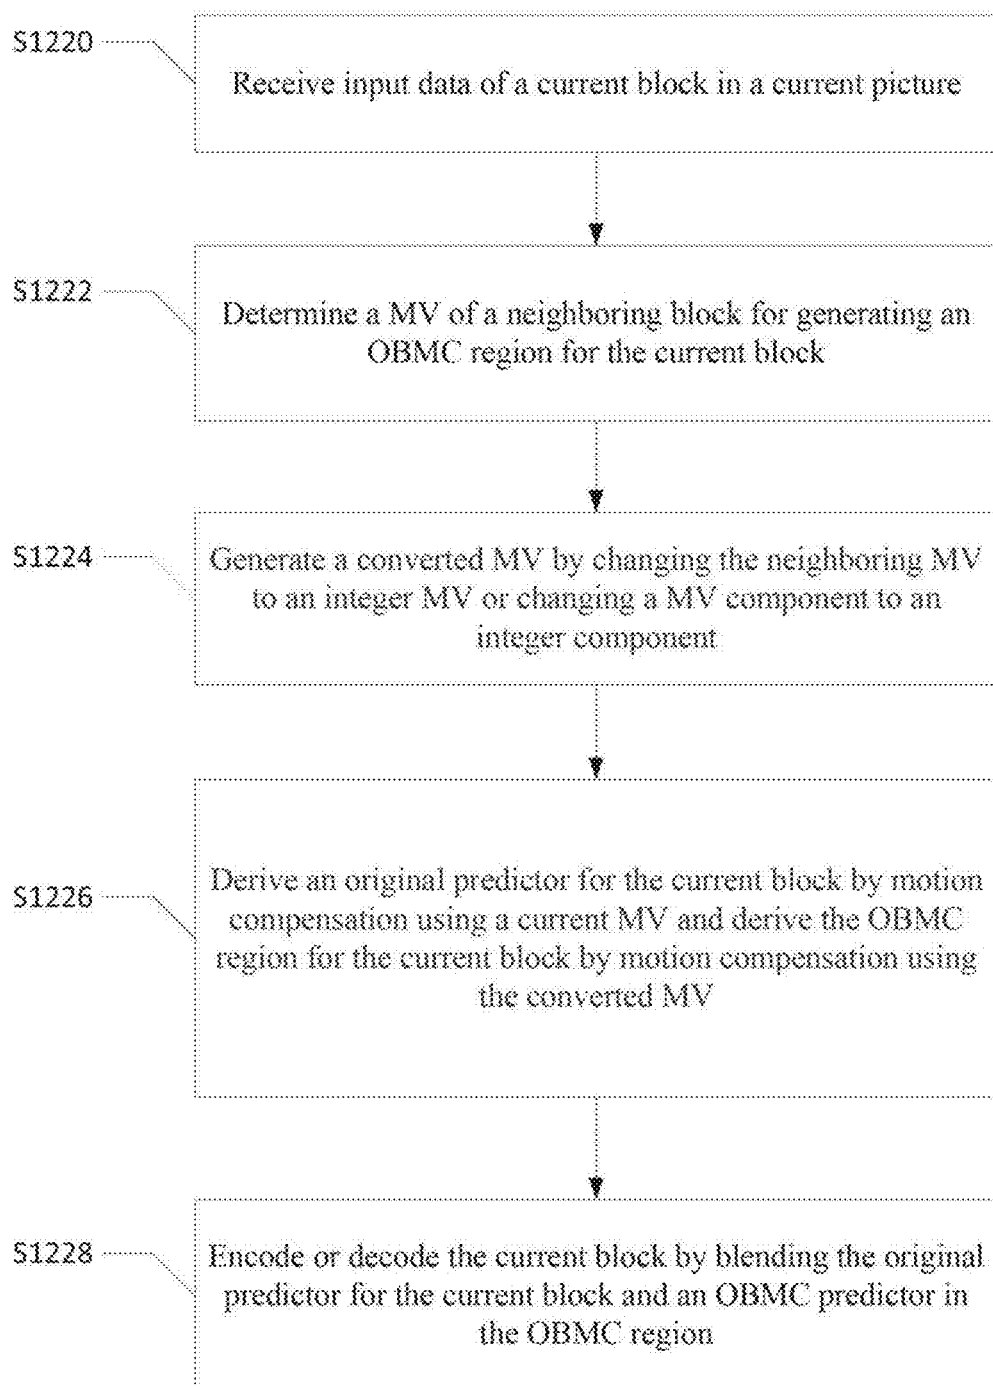 S1220
Receive input data of a current block in a current picture
S1222
Determine a MV of a neighboring block for generating an
OBMC region for the current block
S1224
Generate a converted MV by changing the neighboring MV
to an integer MV or changing a MV component to an
integer component
S1226
Derive an original predictor for the current block by motion
compensation using a current MV and derive the OBMC
region for the current block by motion compensation using
the converted MV
S1228
Encode or decode the current block by blending the original
predictor for the current block and an OBMC predictor in
the OBMC region